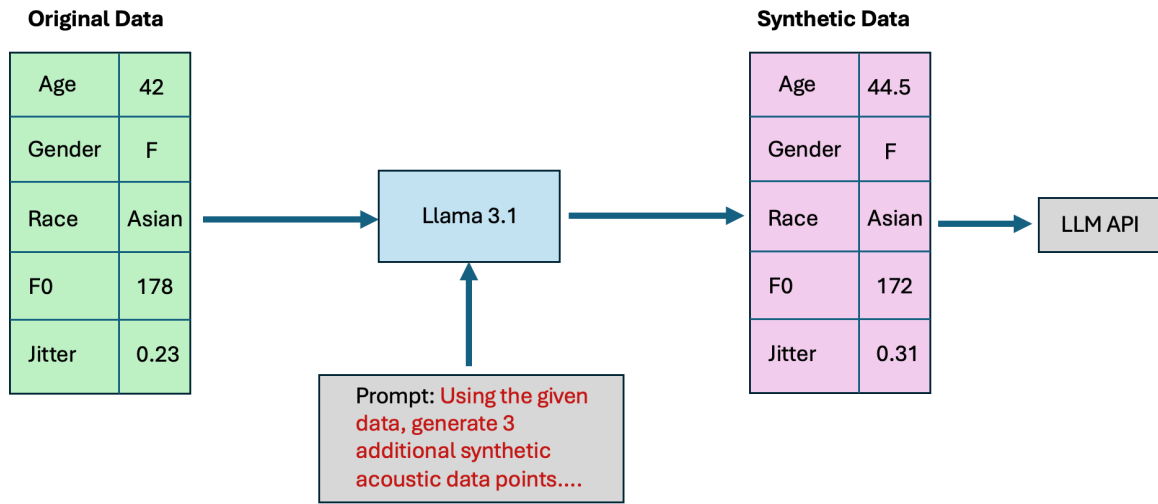 Original Data
Synthetic Data
Age 42
Gender F
Race Asian
F0 178
Jitter 0.23
Llama 3.1
Prompt: Using the given
data, generate 3
additional synthetic
acoustic data points....
Age 44.5
Gender F
Race Asian
F0 172
Jitter 0.31
LLM API